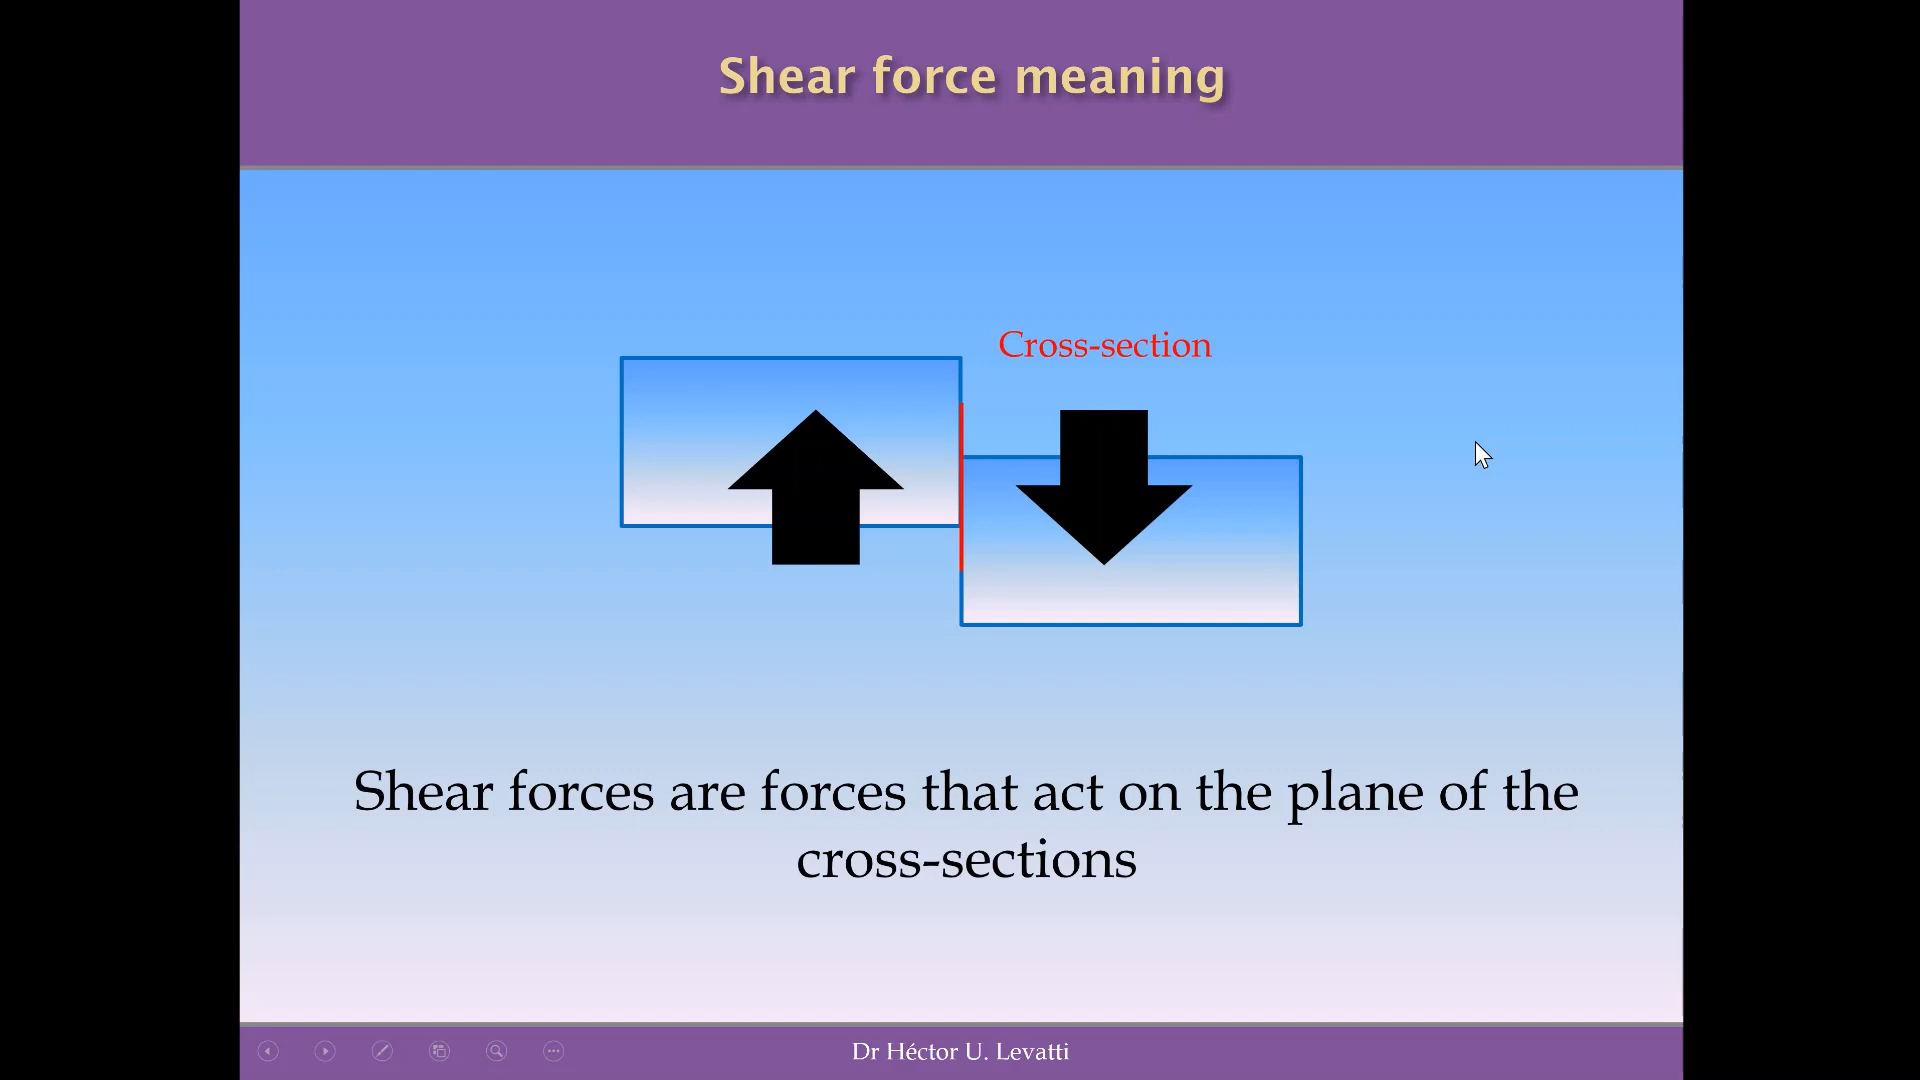 Shear force meaning
Cross-section
Shear forces are forces that act on the plane of the
cross-sections
Dr Héctor U. Levatti